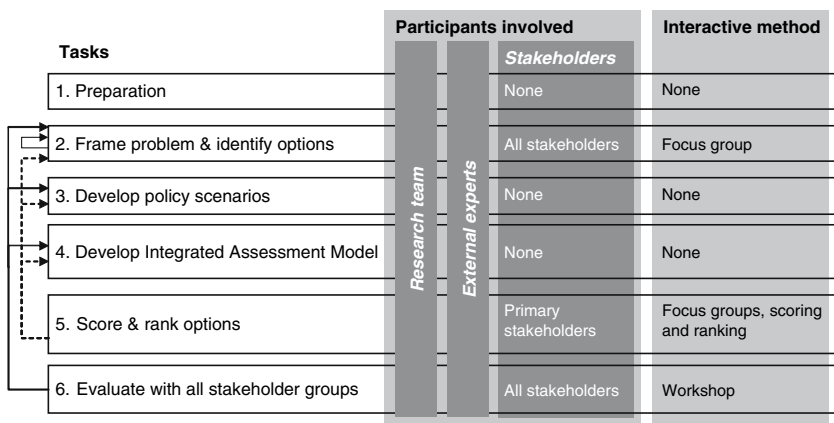 Participants involved
Interactive method
Tasks
Stakeholders
Research team
External experts
1. Preparation
None
None
2. Frame problem & identify options
All stakeholders
Focus group
3. Develop policy scenarios
None
None
4. Develop Integrated Assessment Model
None
None
5. Score & rank options
Primary
stakeholders
Focus groups, scoring
and ranking
6. Evaluate with all stakeholder groups
All stakeholders
Workshop